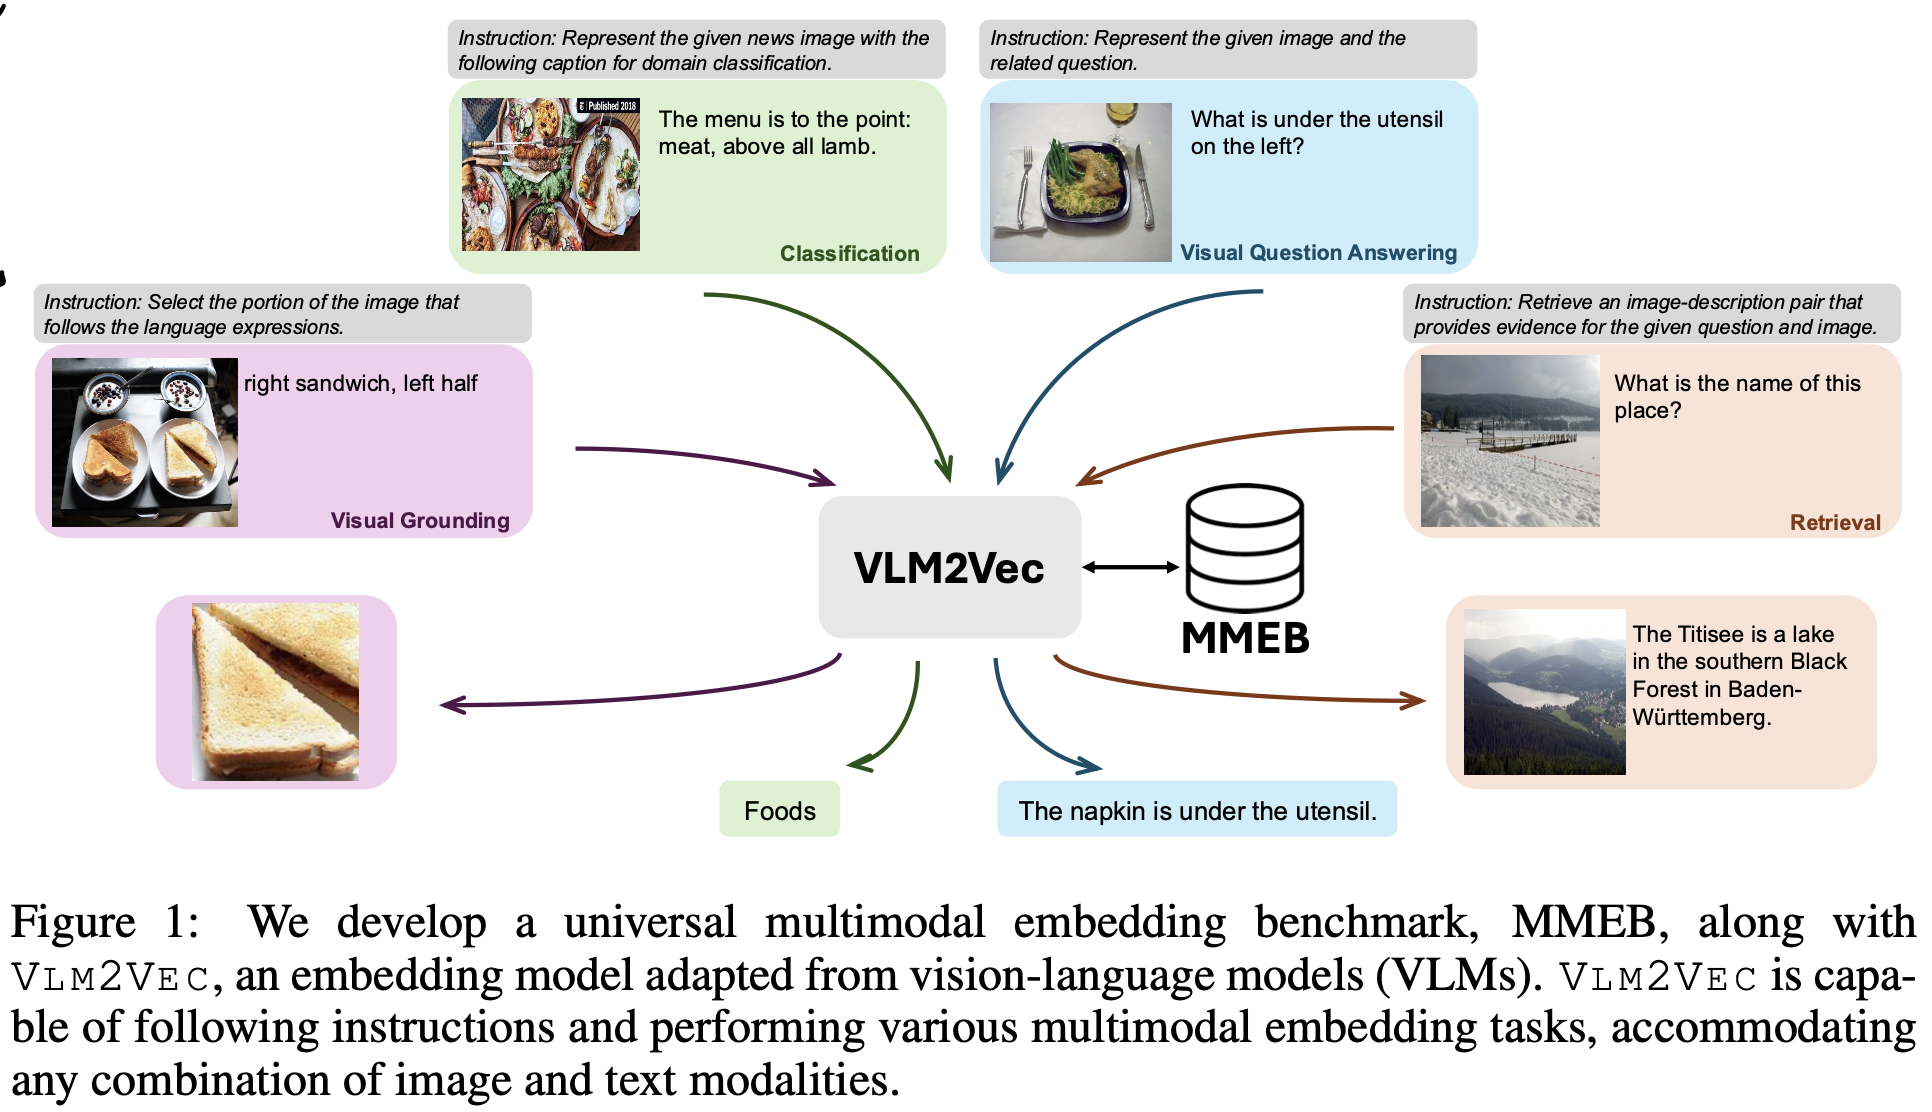 Instruction: Represent the given news image with the
following caption for domain classification.
Published 2018
The menu is to the point:
meat, above all lamb.
Classification
Instruction: Represent the given image and the
related question.
What is under the utensil
on the left?
Visual Question Answering
Instruction: Select the portion of the image that
follows the language expressions.
right sandwich, left half
Visual Grounding
Instruction: Retrieve an image-description pair that
provides evidence for the given question and image.
What is the name of this
place?
Retrieval
VLM2Vec
MMEB
Foods
The napkin is under the utensil.
The Titisee is a lake
in the southern Black
Forest in Baden-
Württemberg.
Figure 1: We develop a universal multimodal embedding benchmark, MMEB, along with
VLM2VEC, an embedding model adapted from vision-language models (VLMs). VLM2VEC is capa-
ble of following instructions and performing various multimodal embedding tasks, accommodating
any combination of image and text modalities.